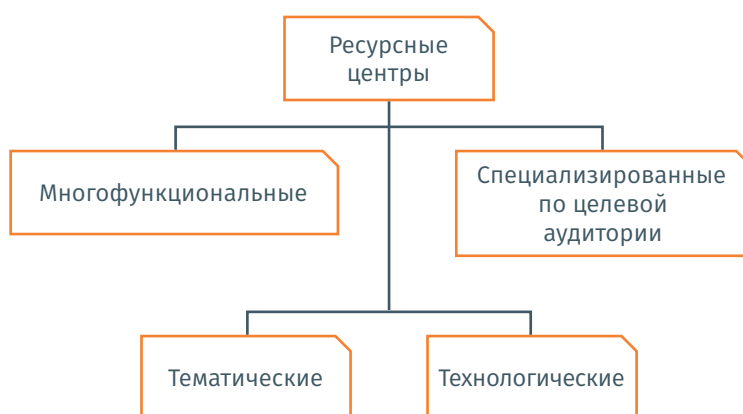 Ресурсные
центры
Многофункциональные
Специализированные
по целевой
аудитории
Тематические
Технологические